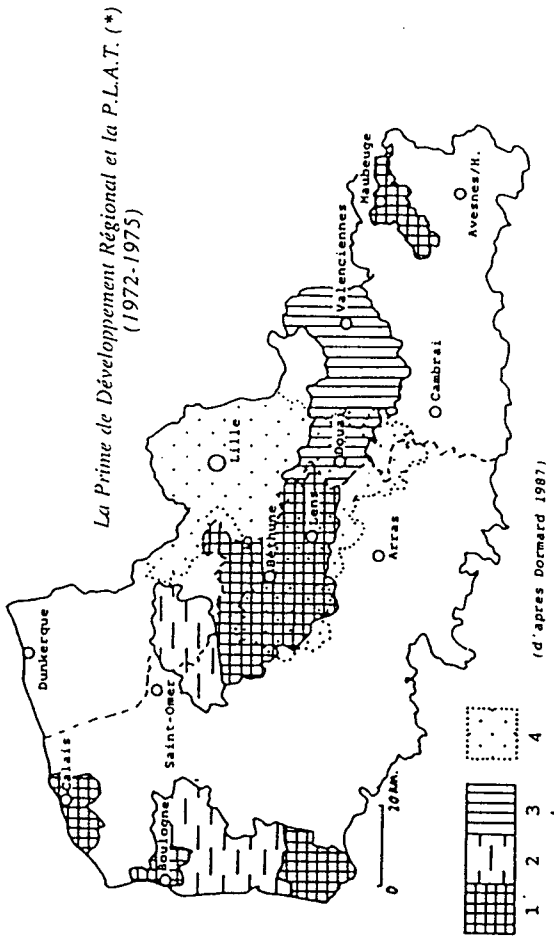 La Prime de Développement Régional et la P.L.A.T. (*)
(1972-1975)
Dunkerque
Calais
Saint-Omer
Boulogne
Lille
Béthune
Lens
Douai
Valenciennes
Maubeuge
Arras
Cambrai
Avesnes/H.
0 20 km.
1 2 3 4
(d'apres Dormard 1987)